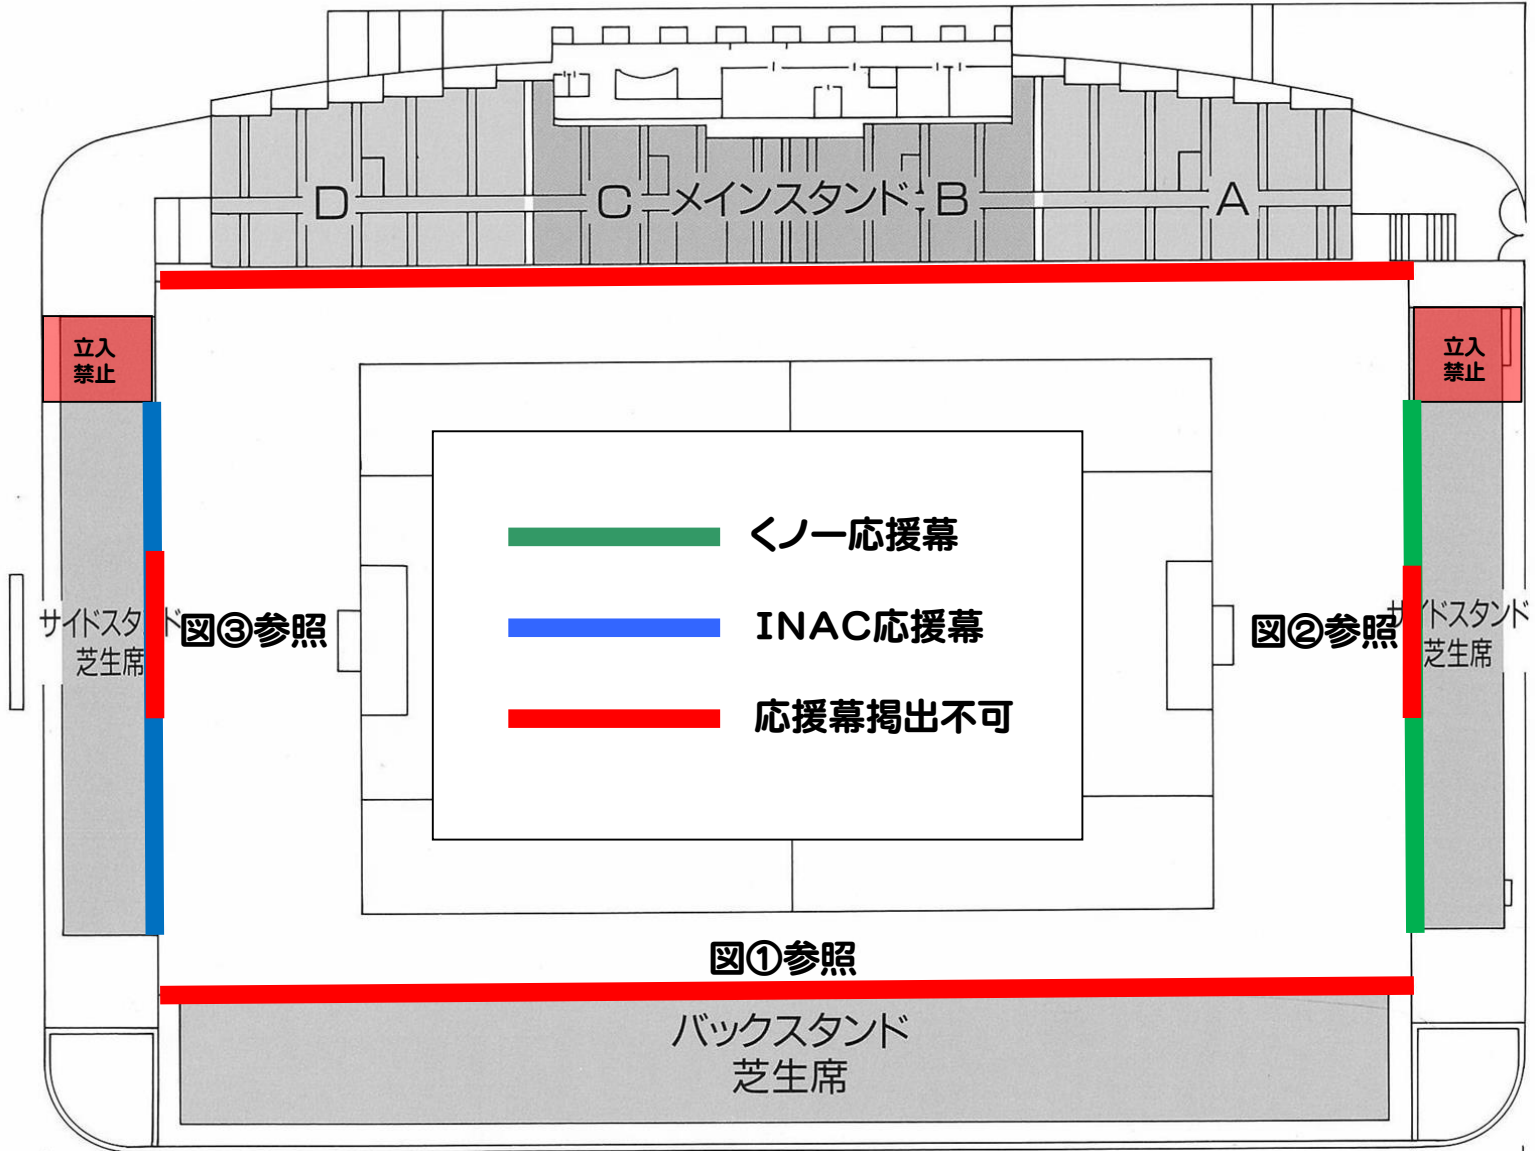 D
C
メインスタンド
B
A
立入
禁止
立入
禁止
くノ一応援幕
INAC応援幕
応援幕掲出不可
サイドスタンド
芝生席
図③参照
図②参照
サイドスタンド
芝生席
図①参照
バックスタンド
芝生席